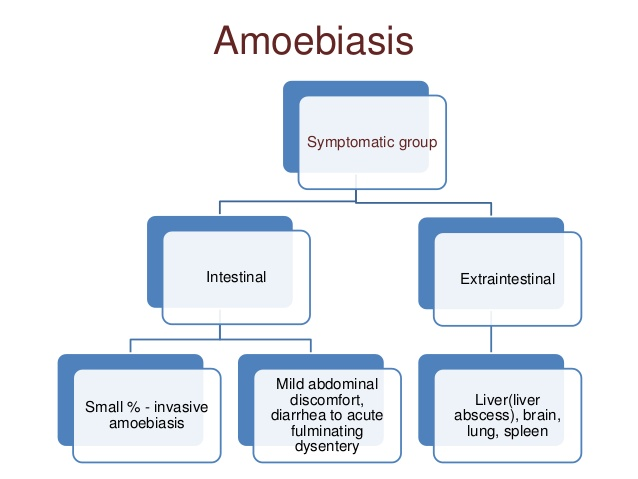 Amoebiasis
Symptomatic group
Intestinal
Extraintestinal
Small % - invasive
amoebiasis
Mild abdominal
discomfort,
diarrhea to acute
fulminating
dysentery
Liver(liver
abscess), brain,
lung, spleen